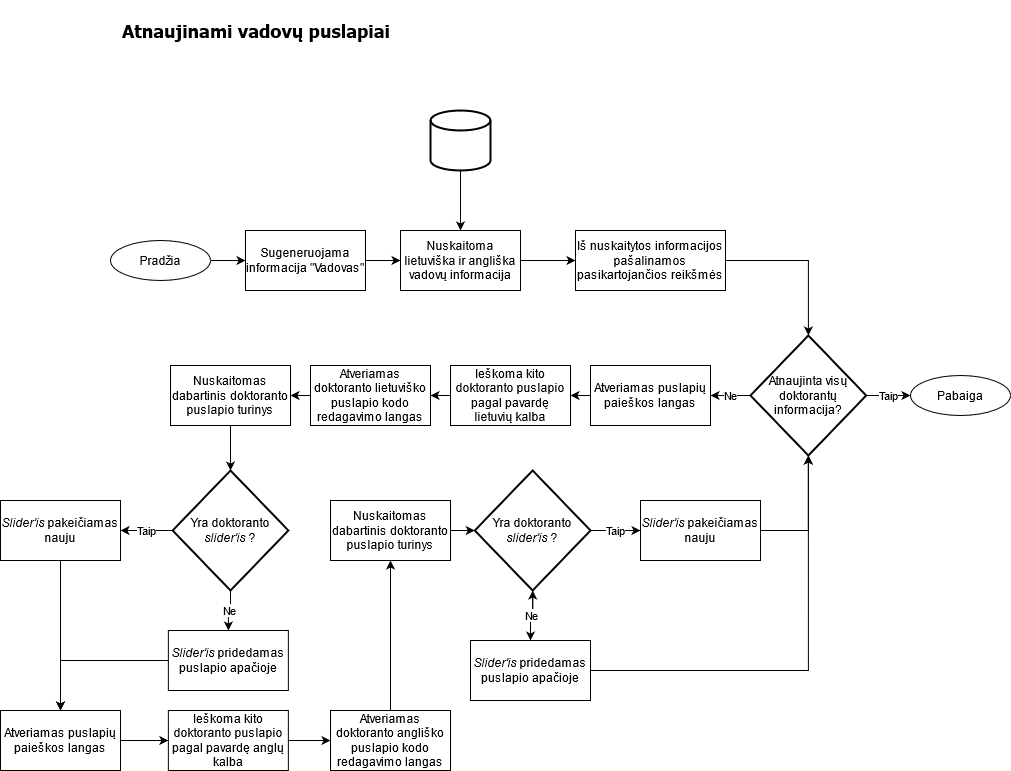 Atnaujinami vadovų puslapiai
Pradžia
Sugeneruojama
informacija "Vadovas"
Nuskaitoma
lietuviška ir angliška
vadovų informacija
Iš nuskaitytos informacijos
pašalinamos
pasikartojančios reikšmės
Atnaujinta visų
doktorantų
informacija?
Taip
Pabaiga
Ne
Atveriamas puslapių
paieškos langas
Ieškoma kito
doktoranto puslapio
pagal pavardę
lietuvių kalba
Atveriamas
doktoranto lietuviško
puslapio kodo
redagavimo langas
Nuskaitomas
dabartinis doktoranto
puslapio turinys
Yra doktoranto
slider'is ?
Taip
Slider'is pakeičiamas
nauju
Ne
Slider'is pridedamas
puslapio apačioje
Atveriamas puslapių
paieškos langas
Ieškoma kito
doktoranto puslapio
pagal pavardę anglų
kalba
Atveriamas
doktoranto angliško
puslapio kodo
redagavimo langas
Nuskaitomas
dabartinis doktoranto
puslapio turinys
Yra doktoranto
slider'is ?
Taip
Slider'is pakeičiamas
nauju
Ne
Slider'is pridedamas
puslapio apačioje